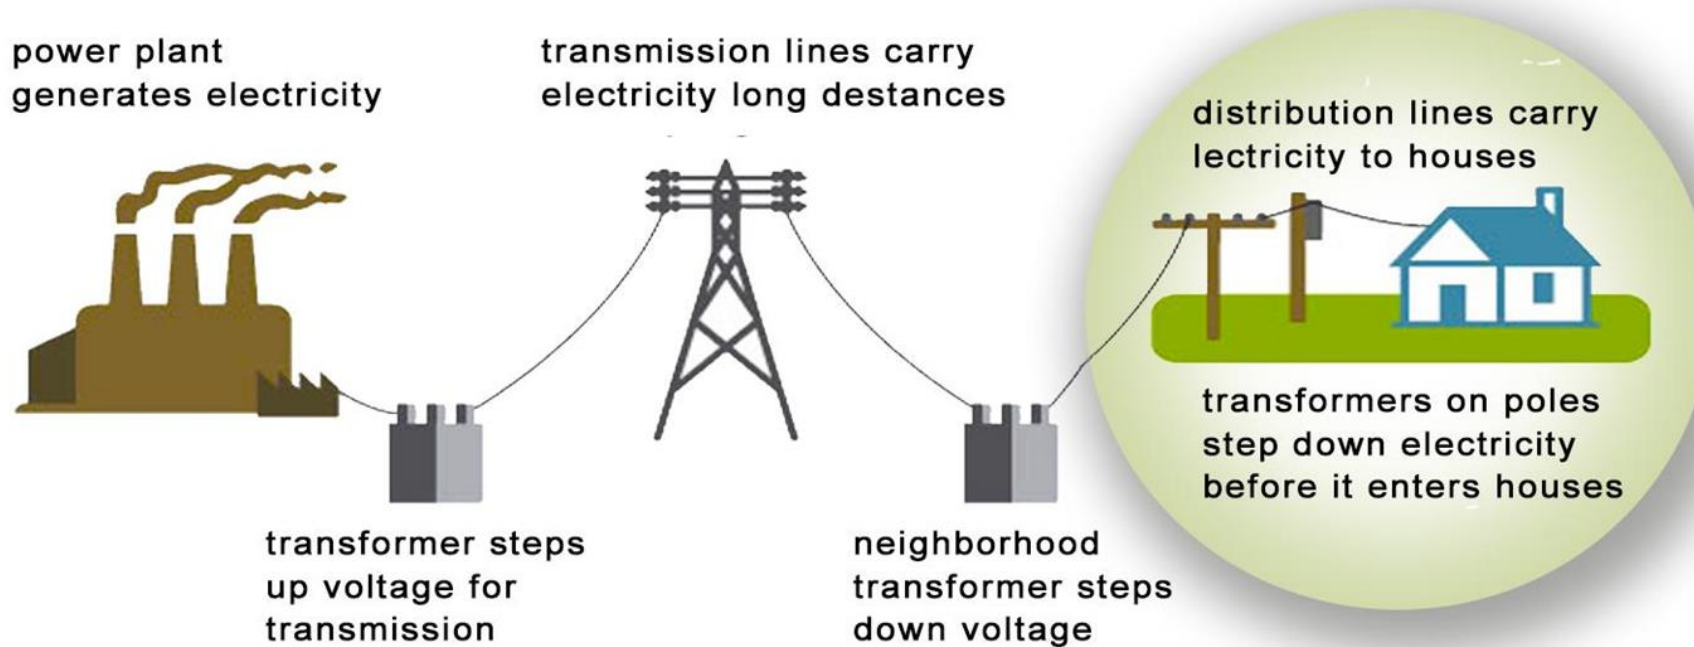 power plant
generates electricity
transmission lines carry
electricity long destances
distribution lines carry
lectricity to houses
transformers on poles
step down electricity
before it enters houses
transformer steps
up voltage for
transmission
neighborhood
transformer steps
down voltage